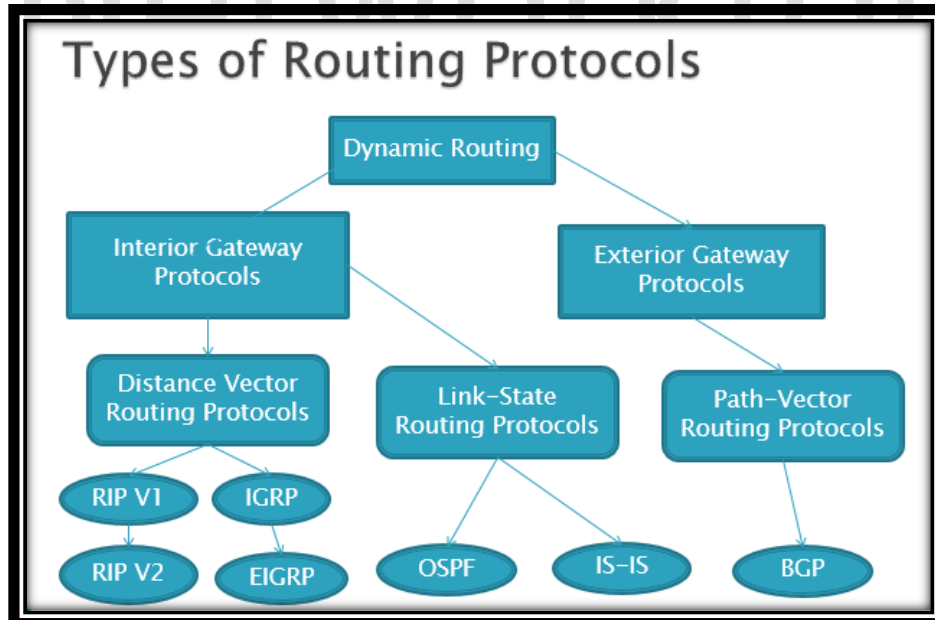 Types of Routing Protocols
Dynamic Routing
Interior Gateway
Protocols
Exterior Gateway
Protocols
Distance Vector
Routing Protocols
Link-State
Routing Protocols
Path-Vector
Routing Protocols
RIP V1
IGRP
RIP V2
EIGRP
OSPF
IS-IS
BGP